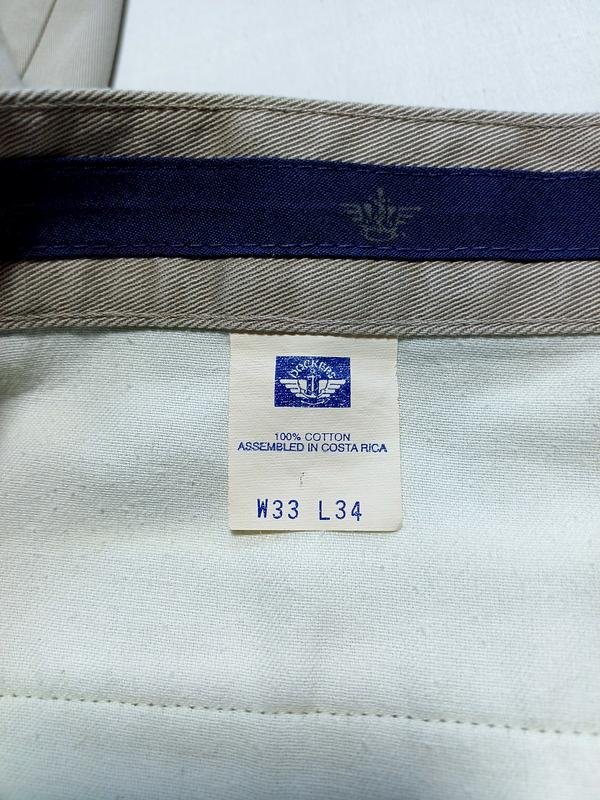 DOCKERS
100% COTTON
ASSEMBLED IN COSTA RICA
W33 L34